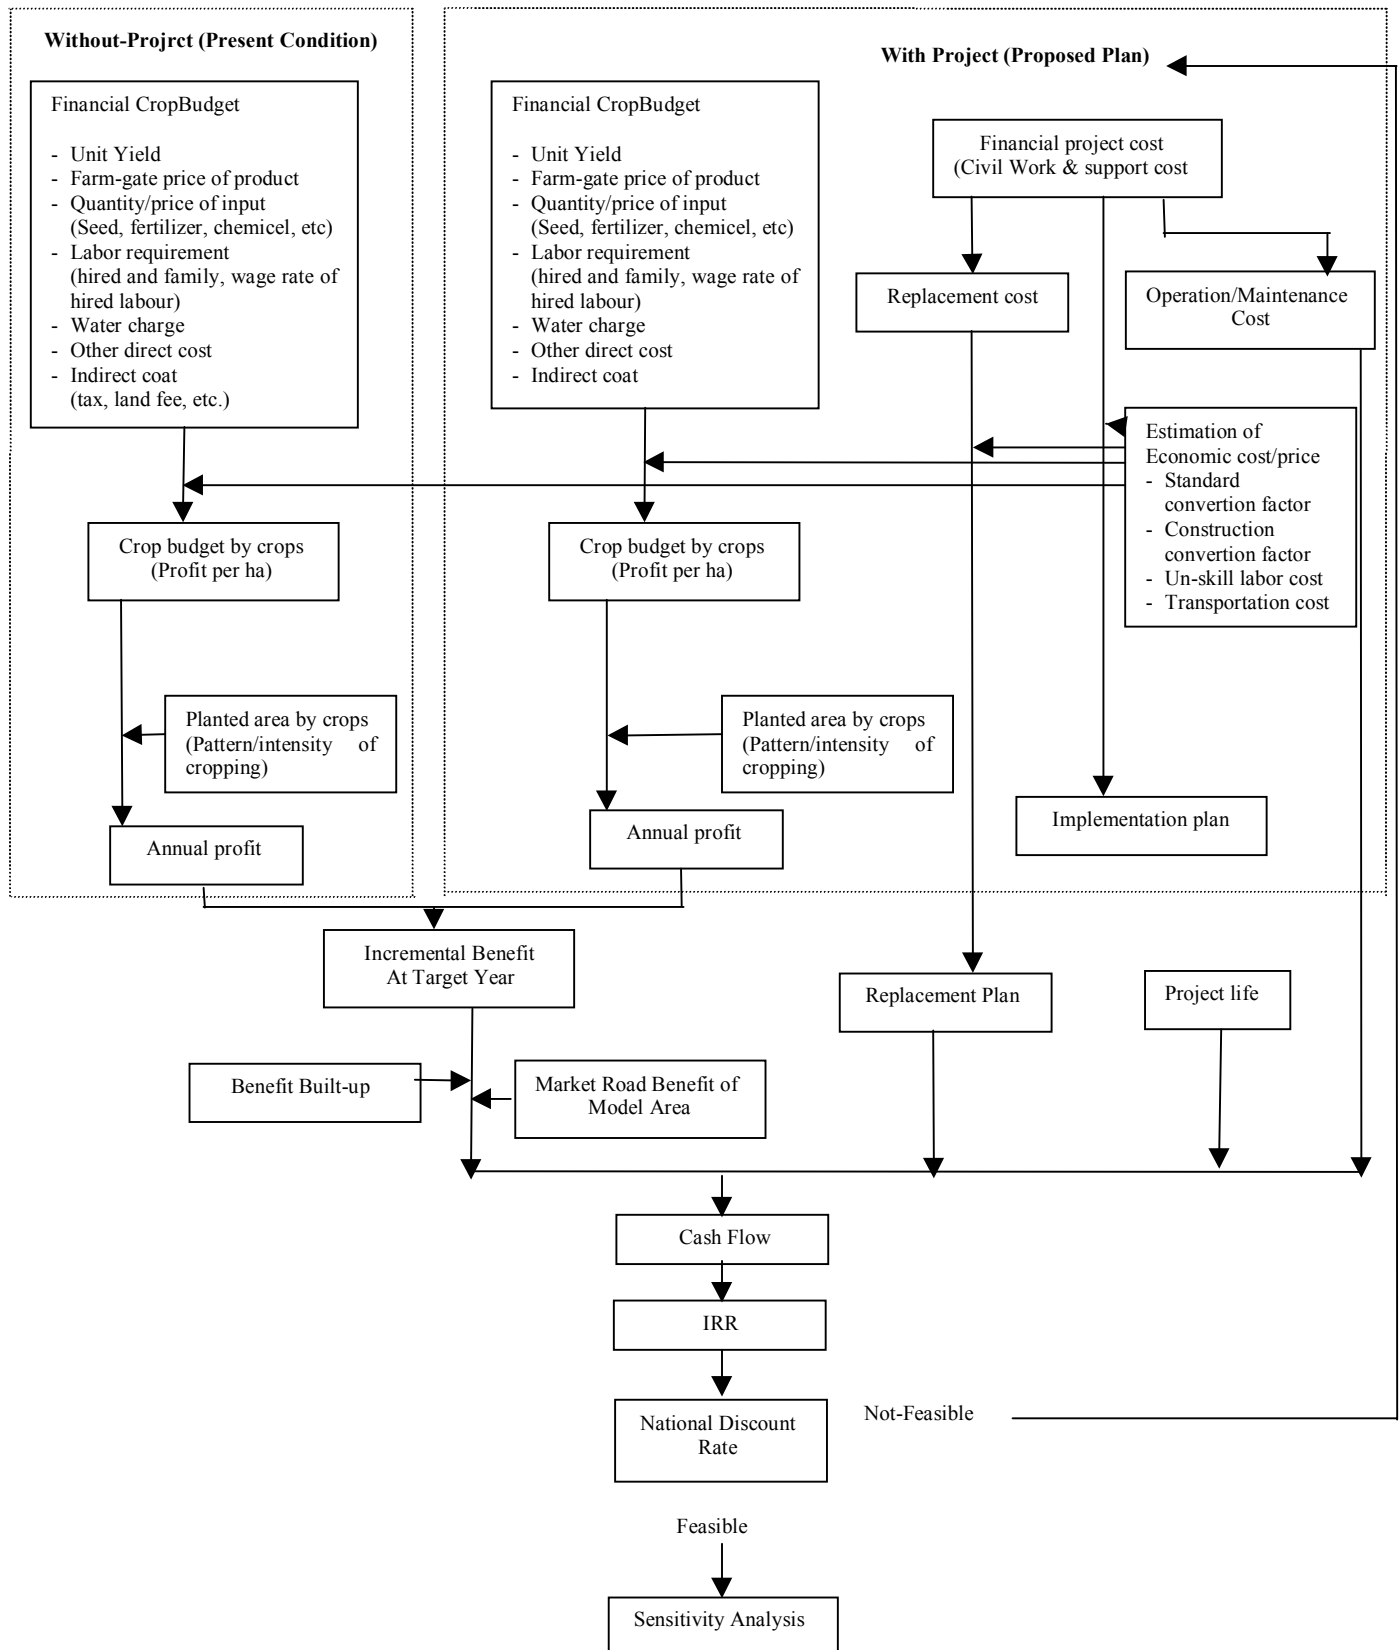 Without-Projrct (Present Condition)
Financial CropBudget
- Unit Yield
- Farm-gate price of product
- Quantity/price of input
(Seed, fertilizer, chemicel, etc)
- Labor requirement
(hired and family, wage rate of
hired labour)
- Water charge
- Other direct cost
- Indirect coat
(tax, land fee, etc.)
Crop budget by crops
(Profit per ha)
Planted area by crops
(Pattern/intensity of
cropping)
Annual profit
With Project (Proposed Plan)
Financial CropBudget
- Unit Yield
- Farm-gate price of product
- Quantity/price of input
(Seed, fertilizer, chemicel, etc)
- Labor requirement
(hired and family, wage rate of
hired labour)
- Water charge
- Other direct cost
- Indirect coat
Crop budget by crops
(Profit per ha)
Planted area by crops
(Pattern/intensity of
cropping)
Annual profit
Financial project cost
(Civil Work & support cost
Replacement cost
Operation/Maintenance
Cost
Estimation of
Economic cost/price
- Standard
convertion factor
- Construction
convertion factor
- Un-skill labor cost
- Transportation cost
Implementation plan
Incremental Benefit
At Target Year
Replacement Plan
Project life
Benefit Built-up
Market Road Benefit of
Model Area
Cash Flow
IRR
National Discount
Rate
Not-Feasible
Feasible
Sensitivity Analysis